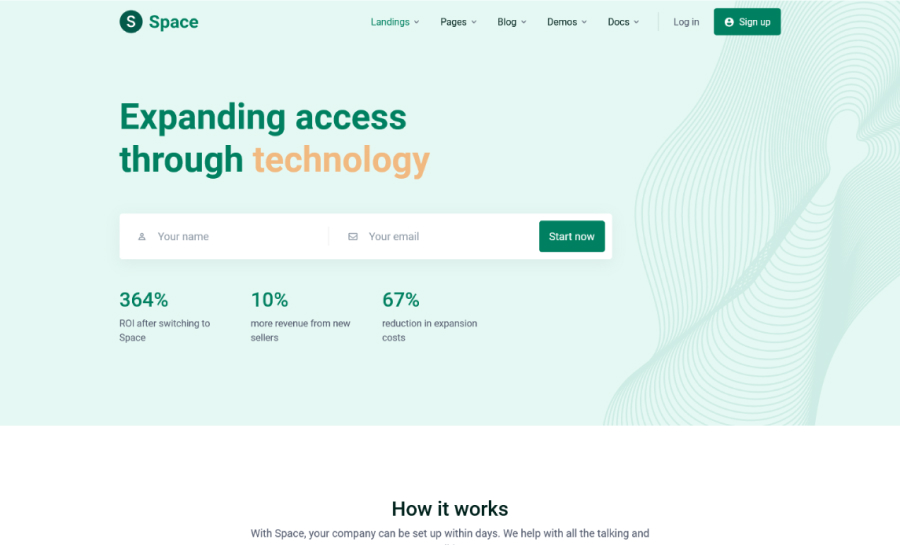 S Space
Landings Pages Blog Demos Docs Log in Sign up
Expanding access
through technology
Your name Your email Start now
364% 10% 67%
ROI after switching to more revenue from new reduction in expansion
Space sellers costs
How it works
With Space, your company can be set up within days. We help with all the talking and